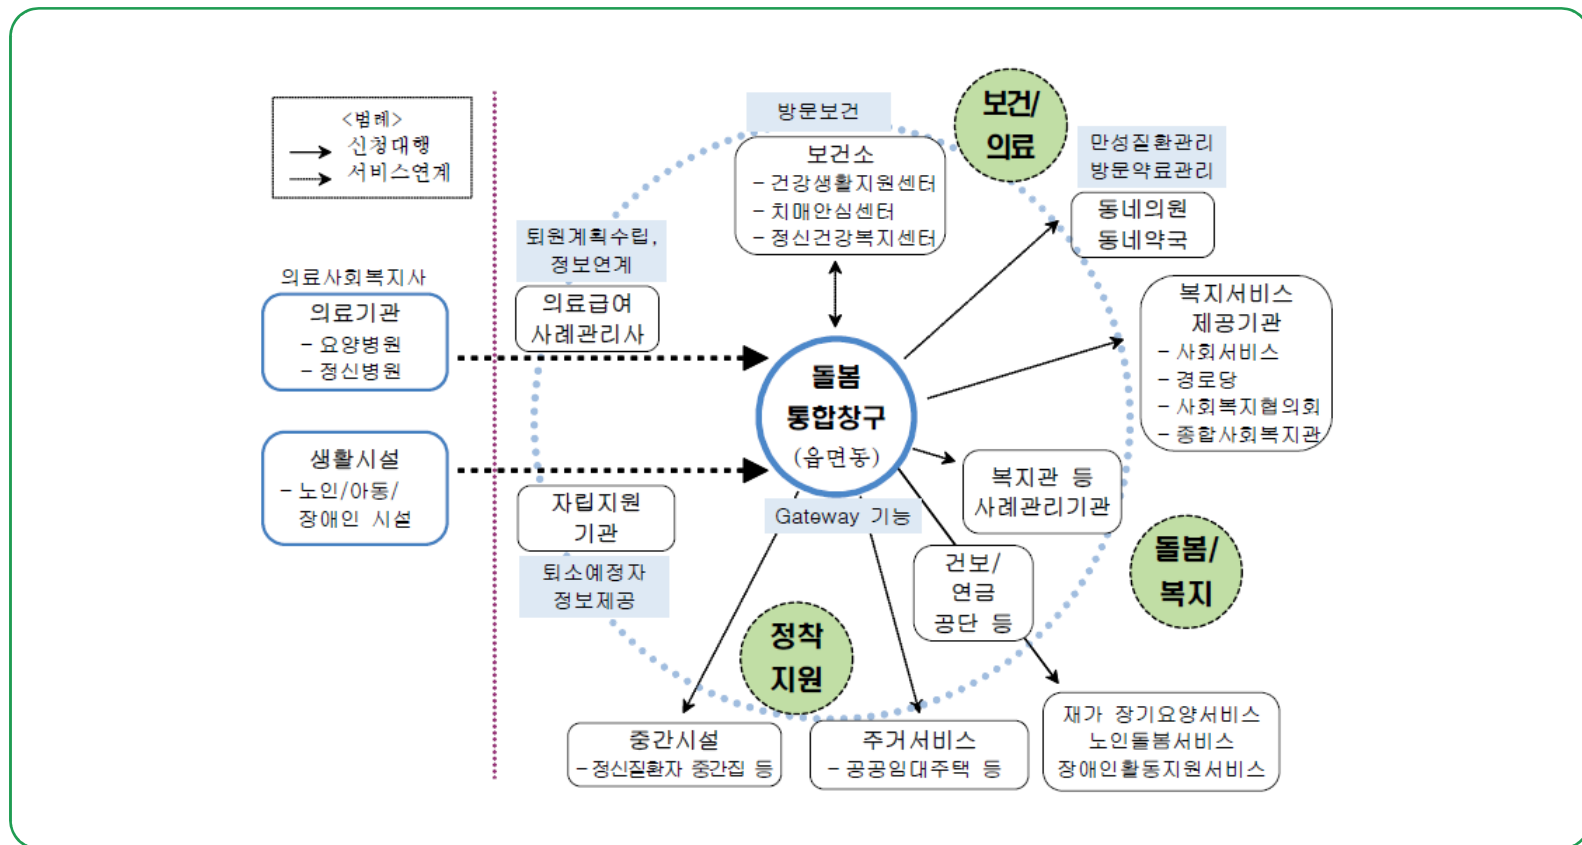 <범례>
신청대행
서비스연계
의료사회복지사
의료기관
– 요양병원
– 정신병원
생활시설
– 노인/아동/
장애인 시설
퇴원계획수립,
정보연계
의료급여
사례관리사
자립지원
기관
퇴소예정자
정보제공
방문보건
보건소
– 건강생활지원센터
– 치매안심센터
– 정신건강복지센터
보건/
의료
만성질환관리
방문약료관리
동네의원
동네약국
복지서비스
제공기관
– 사회서비스
– 경로당
– 사회복지협의회
– 종합사회복지관
돌봄
통합창구
(읍면동)
Gateway 기능
복지관 등
사례관리기관
건보/
연금
공단 등
돌봄/
복지
정착
지원
중간시설
– 정신질환자 중간집 등
주거서비스
– 공공임대주택 등
재가 장기요양서비스
노인돌봄서비스
장애인활동지원서비스